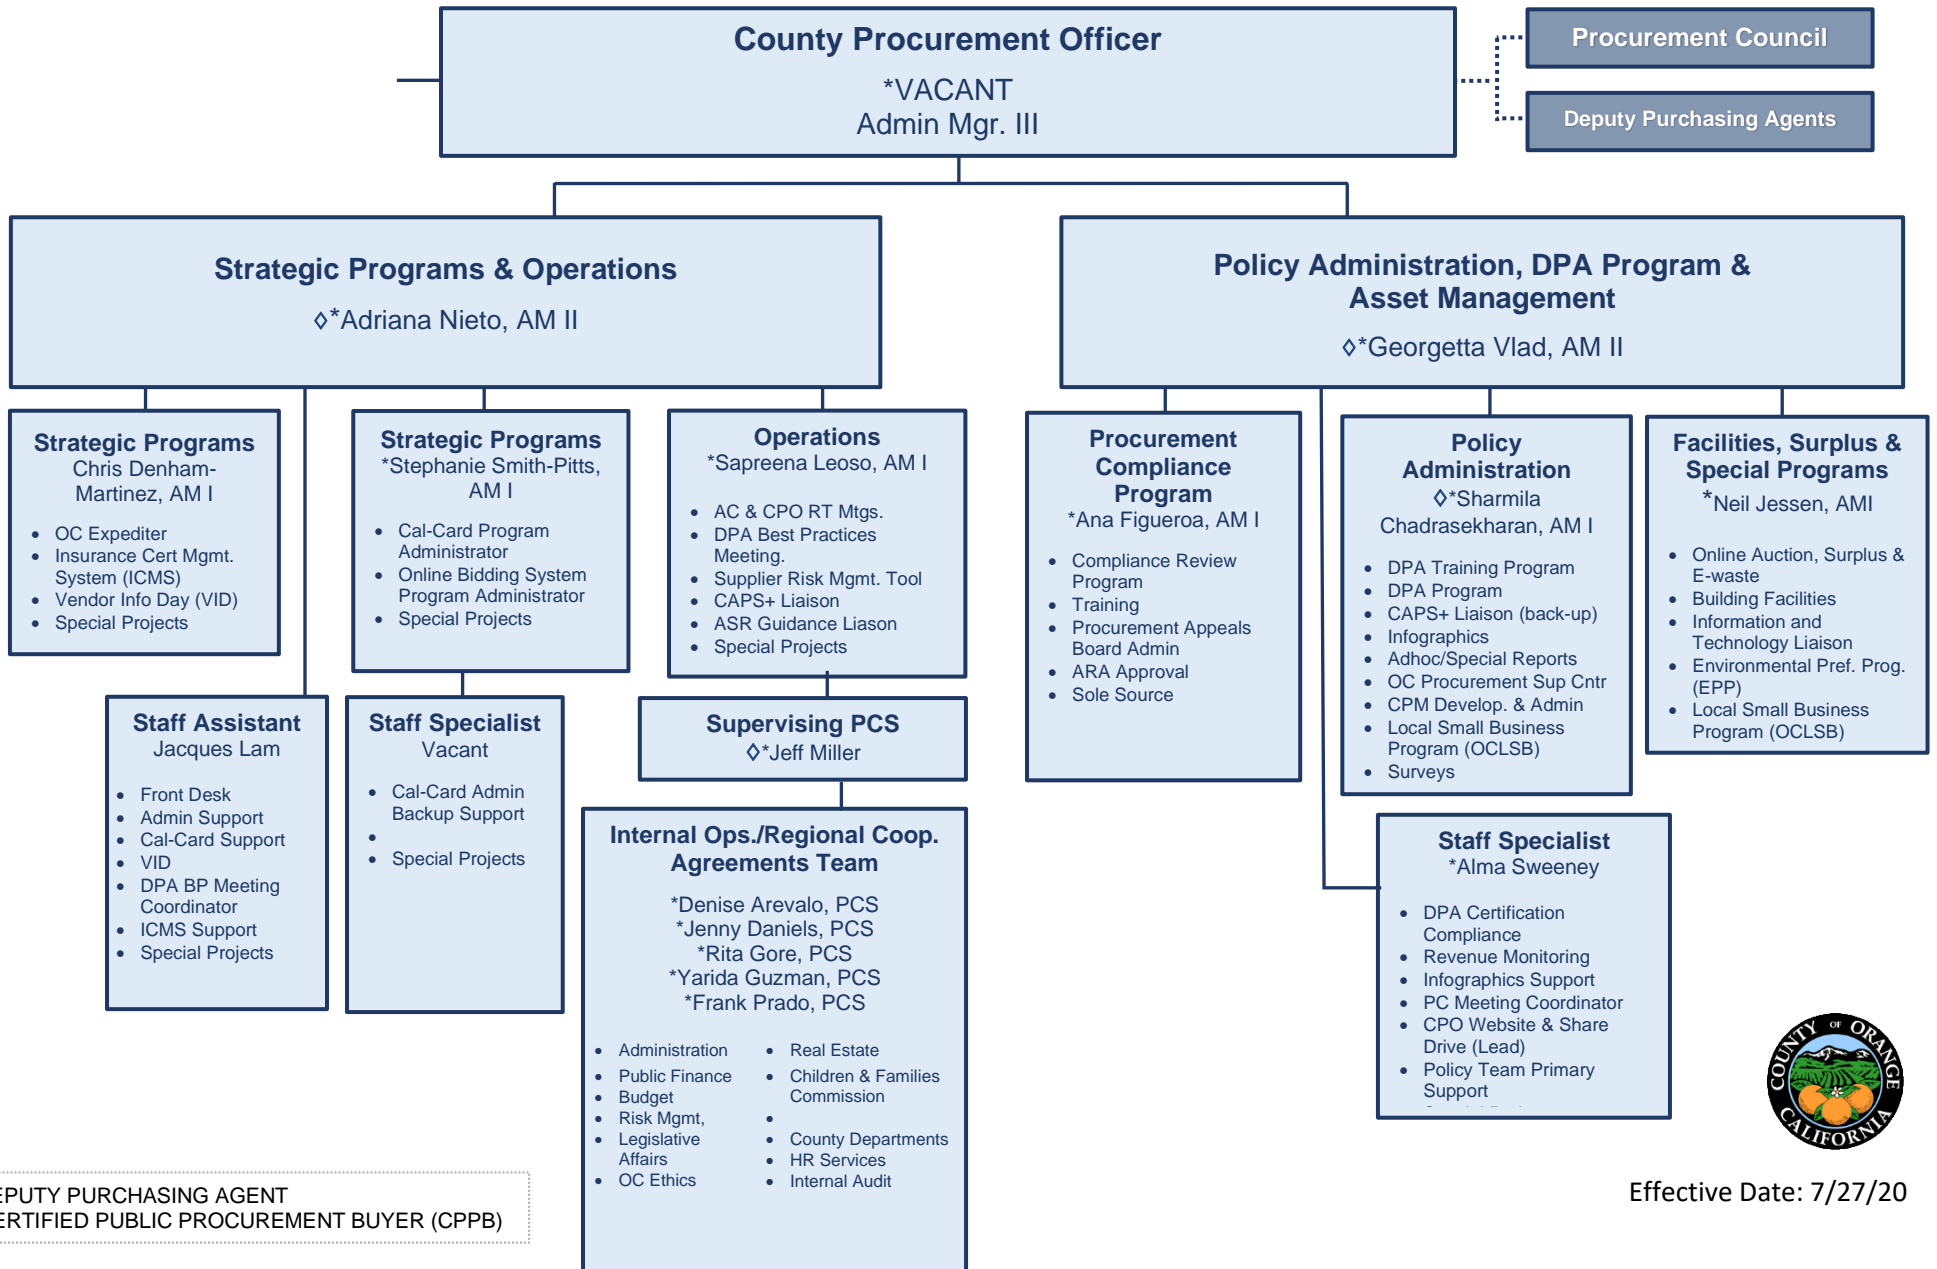 County Procurement Officer
*VACANT
Admin Mgr. III
Procurement Council
Deputy Purchasing Agents
Strategic Programs & Operations
◊*Adriana Nieto, AM II
Policy Administration, DPA Program &
Asset Management
◊*Georgetta Vlad, AM II
Strategic Programs
Chris Denham-
Martinez, AM I
• OC Expediter
• Insurance Cert Mgmt.
System (ICMS)
• Vendor Info Day (VID)
• Special Projects
Strategic Programs
*Stephanie Smith-Pitts,
AM I
• Cal-Card Program
Administrator
• Online Bidding System
Program Administrator
• Special Projects
Operations
*Sapreena Leoso, AM I
• AC & CPO RT Mtgs.
• DPA Best Practices
Meeting.
• Supplier Risk Mgmt. Tool
• CAPS+ Liaison
• ASR Guidance Liason
• Special Projects
Procurement
Compliance
Program
*Ana Figueroa, AM I
• Compliance Review
Program
• Training
• Procurement Appeals
Board Admin
• ARA Approval
• Sole Source
Policy
Administration
◊*Sharmila
Chadrasekharan, AM I
• DPA Training Program
• DPA Program
• CAPS+ Liaison (back-up)
• Infographics
• Adhoc/Special Reports
• OC Procurement Sup Cntr
• CPM Develop. & Admin
• Local Small Business
Program (OCLSB)
• Surveys
Facilities, Surplus &
Special Programs
*Neil Jessen, AMI
• Online Auction, Surplus &
E-waste
• Building Facilities
• Information and
Technology Liaison
• Environmental Pref. Prog.
(EPP)
• Local Small Business
Program (OCLSB)
Staff Assistant
Jacques Lam
• Front Desk
• Admin Support
• Cal-Card Support
• VID
• DPA BP Meeting
Coordinator
• ICMS Support
• Special Projects
Staff Specialist
Vacant
• Cal-Card Admin
Backup Support
•
• Special Projects
Supervising PCS
◊*Jeff Miller
Internal Ops./Regional Coop.
Agreements Team
*Denise Arevalo, PCS
*Jenny Daniels, PCS
*Rita Gore, PCS
*Yarida Guzman, PCS
*Frank Prado, PCS
• Administration
• Public Finance
• Budget
• Risk Mgmt,
• Legislative
Affairs
• OC Ethics
• Real Estate
• Children & Families
Commission
•
• County Departments
• HR Services
• Internal Audit
Staff Specialist
*Alma Sweeney
• DPA Certification
Compliance
• Revenue Monitoring
• Infographics Support
• PC Meeting Coordinator
• CPO Website & Share
Drive (Lead)
• Policy Team Primary
Support
COUNTY OF ORANGE
CALIFORNIA
Effective Date: 7/27/20
EPUTY PURCHASING AGENT
ERTIFIED PUBLIC PROCUREMENT BUYER (CPPB)